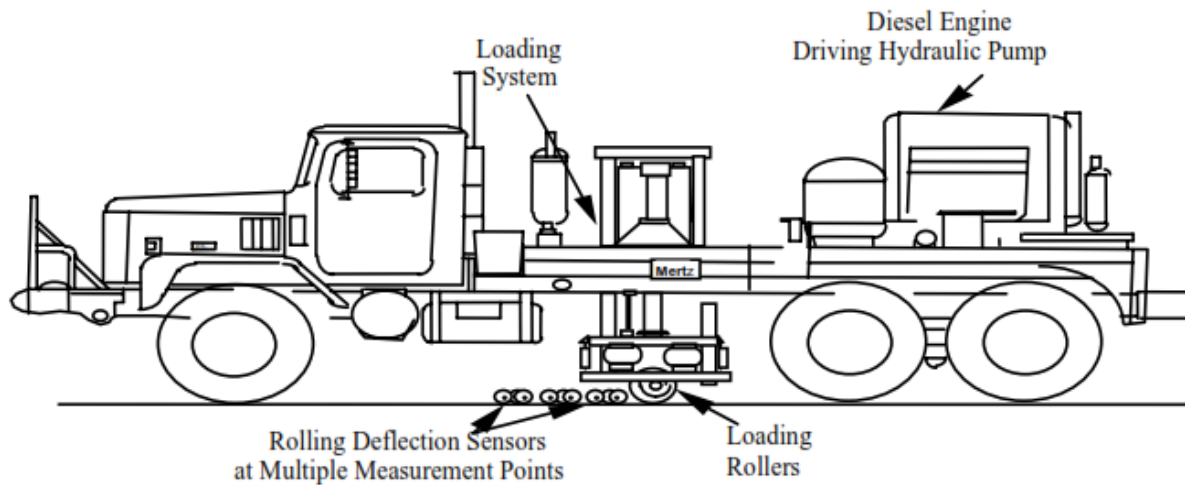 Diesel Engine
Driving Hydraulic Pump
Loading
System
Mertz
Rolling Deflection Sensors
at Multiple Measurement Points
Loading
Rollers